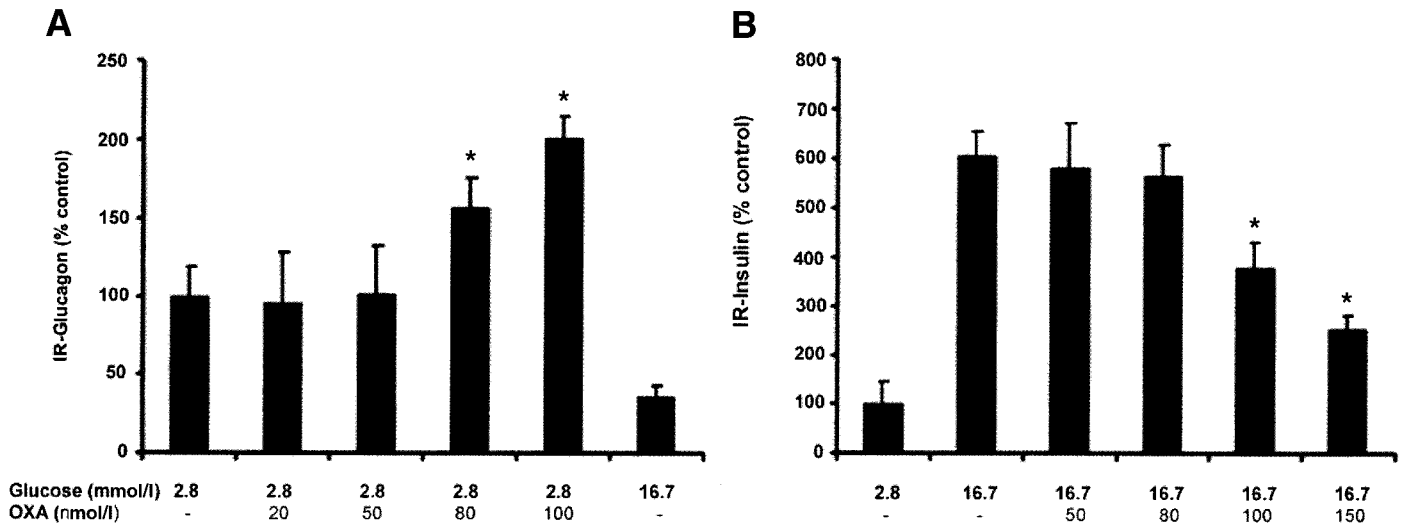 A
B
IR-Glucagon (% control)
250
200
150
100
50
0
*
*
Glucose (mmol/l) 2.8 2.8 2.8 2.8 2.8 16.7
OXA (nmol/l) - 20 50 80 100 -
IR-Insulin (% control)
800
700
600
500
400
300
200
100
0
*
*
2.8 16.7 16.7 16.7 16.7 16.7
- - 50 80 100 150